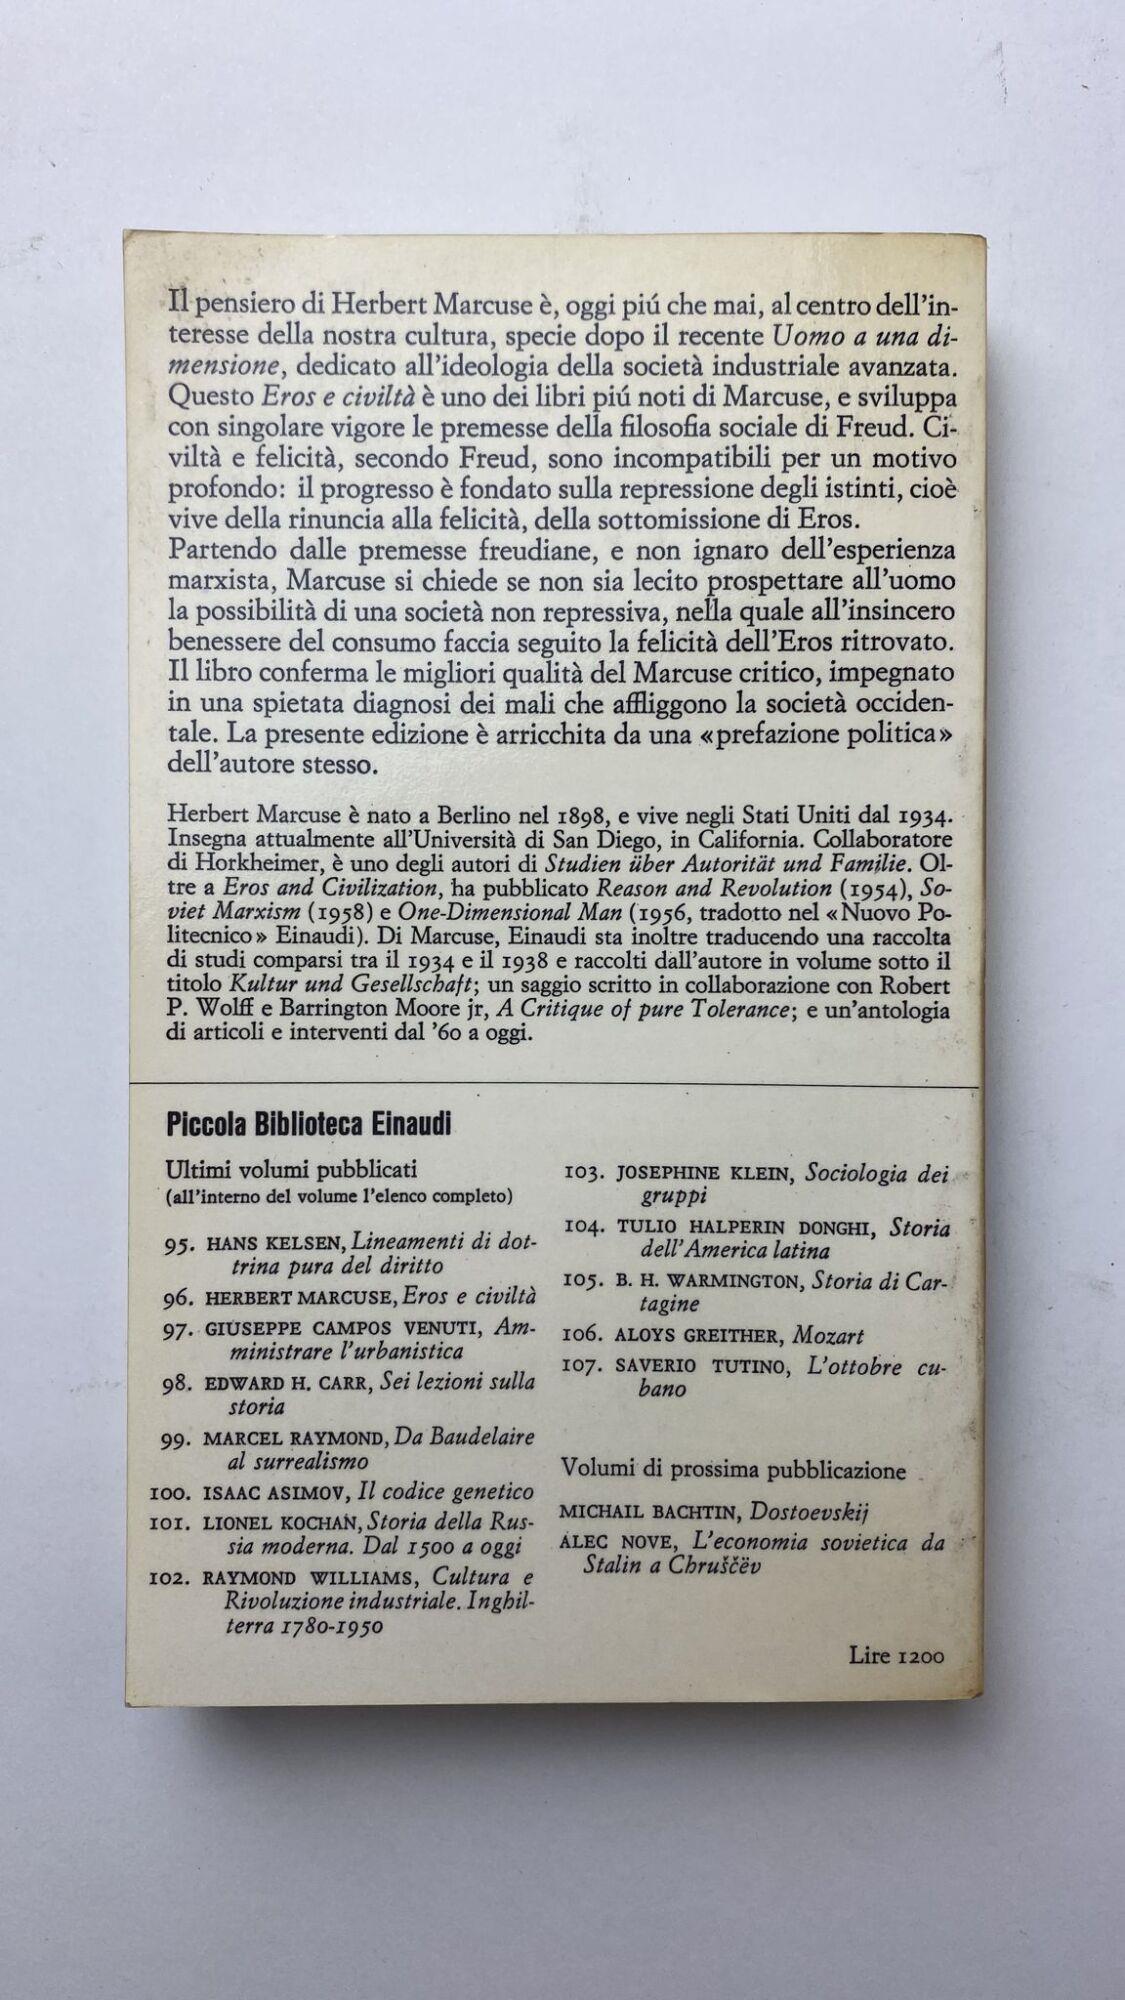 Il pensiero di Herbert Marcuse è, oggi piú che mai, al centro dell'in-
teresse della nostra cultura, specie dopo il recente Uomo a una di-
mensione, dedicato all'ideologia della società industriale avanzata.
Questo Eros e civiltà è uno dei libri piú noti di Marcuse, e sviluppa
con singolare vigore le premesse della filosofia sociale di Freud. Ci-
viltà e felicità, secondo Freud, sono incompatibili per un motivo
profondo: il progresso è fondato sulla repressione degli istinti, cioè
vive della rinuncia alla felicità, della sottomissione di Eros.
Partendo dalle premesse freudiane, e non ignaro dell'esperienza
marxista, Marcuse si chiede se non sia lecito prospettare all'uomo
la possibilità di una società non repressiva, nella quale all'insincero
benessere del consumo faccia seguito la felicità dell'Eros ritrovato.
Il libro conferma le migliori qualità del Marcuse critico, impegnato
in una spietata diagnosi dei mali che affliggono la società occiden-
tale. La presente edizione è arricchita da una «prefazione politica»
dell'autore stesso.
Herbert Marcuse è nato a Berlino nel 1898, e vive negli Stati Uniti dal 1934.
Insegna attualmente all'Università di San Diego, in California. Collaboratore
di Horkheimer, è uno degli autori di Studien über Autorität und Familie. Ol-
tre a Eros and Civilization, ha pubblicato Reason and Revolution (1954), So-
viet Marxism (1958) e One-Dimensional Man (1956, tradotto nel «Nuovo Po-
litecnico» Einaudi). Di Marcuse, Einaudi sta inoltre traducendo una raccolta
di studi comparsi tra il 1934 e il 1938 e raccolti dall'autore in volume sotto il
titolo Kultur und Gesellschaft; un saggio scritto in collaborazione con Robert
P. Wolff e Barrington Moore jr, A Critique of pure Tolerance; e un'antologia
di articoli e interventi dal '60 a oggi.
Piccola Biblioteca Einaudi
Ultimi volumi pubblicati
(all'interno del volume l'elenco completo)
95. HANS KELSEN, Lineamenti di dot-
trina pura del diritto
96. HERBERT MARCUSE, Eros e civiltà
97. GIUSEPPE CAMPOS VENUTI, Am-
ministrare l'urbanistica
98. EDWARD H. CARR, Sei lezioni sulla
storia
99. MARCEL RAYMOND, Da Baudelaire
al surrealismo
100. ISAAC ASIMOV, Il codice genetico
101. LIONEL KOCHAN, Storia della Rus-
sia moderna. Dal 1500 a oggi
102. RAYMOND WILLIAMS, Cultura e
Rivoluzione industriale. Inghil-
terra 1780-1950
103. JOSEPHINE KLEIN, Sociologia dei
gruppi
104. TULIO HALPERIN DONGHI, Storia
dell'America latina
105. B. H. WARMINGTON, Storia di Car-
tagine
106. ALOYS GREITHER, Mozart
107. SAVERIO TUTINO, L'ottobre cu-
bano
Volumi di prossima pubblicazione
MICHAIL BACHTIN, Dostoevskij
ALEC NOVE, L'economia sovietica da
Stalin a Chruščëv
Lire 1200